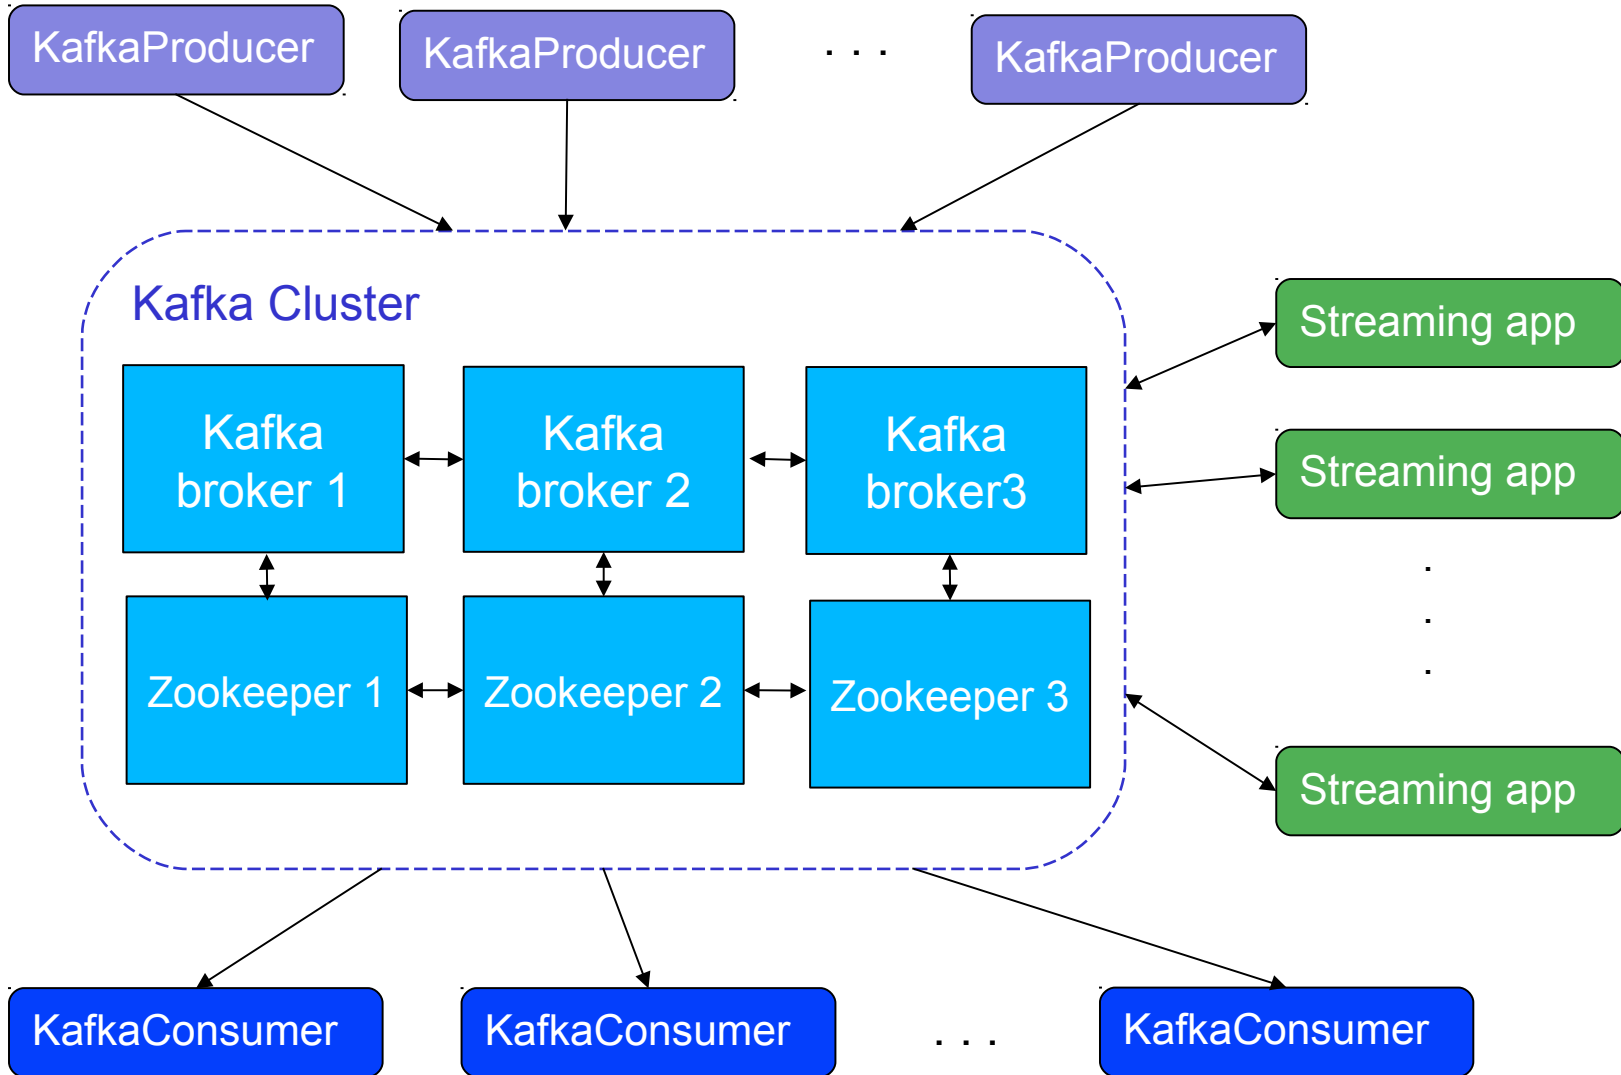 KafkaProducer
KafkaProducer
. . .
KafkaProducer
Kafka Cluster
Streaming app
Kafka
broker 1
Kafka
broker 2
Kafka
broker3
Streaming app
.
.
.
Zookeeper 1
Zookeeper 2
Zookeeper 3
Streaming app
KafkaConsumer
KafkaConsumer
. . .
KafkaConsumer